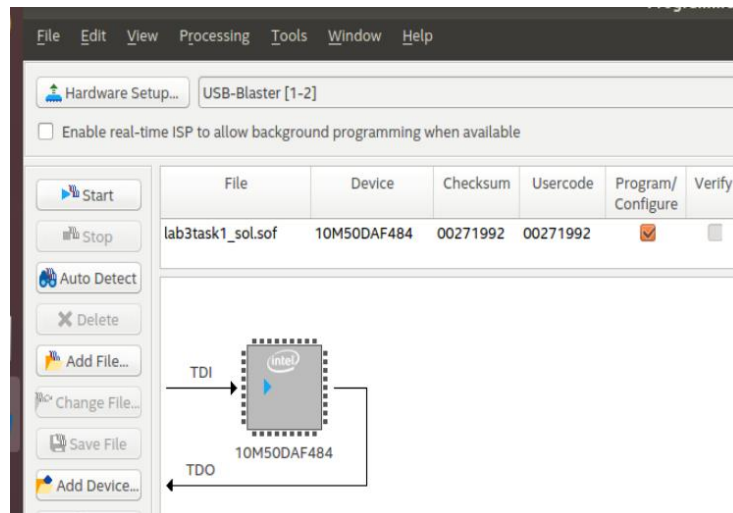 File Edit View Processing Tools Window Help
Hardware Setup... USB-Blaster [1-2]
Enable real-time ISP to allow background programming when available
Start
Stop
Auto Detect
Delete
Add File...
Change File...
Save File
Add Device...
File Device Checksum Usercode Program/ Verify
Configure
lab3task1_sol.sof 10M50DAF484 00271992 00271992
TDI
intel
10M50DAF484
TDO